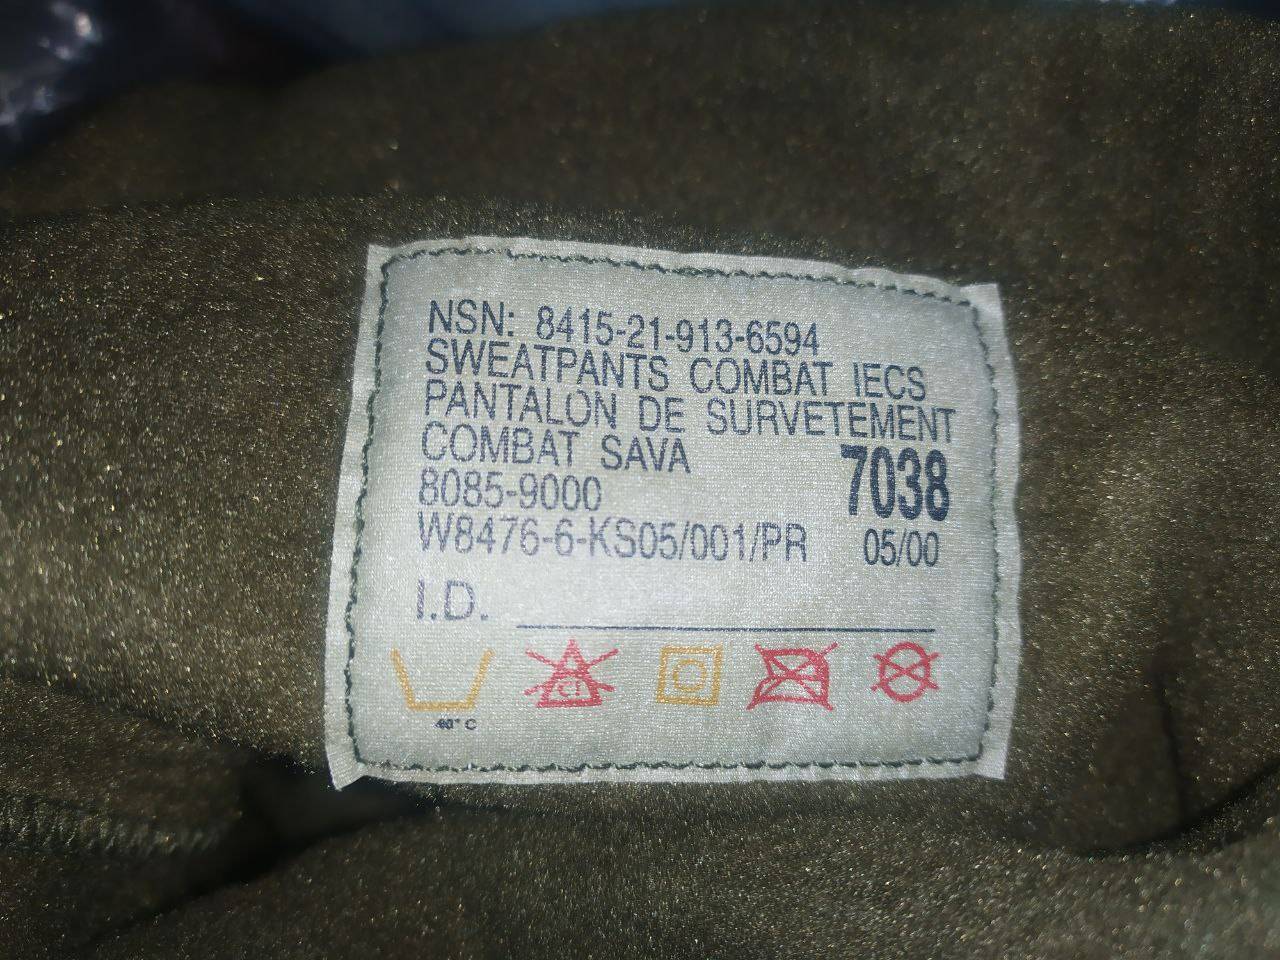 NSN: 8415-21-913-6594
SWEATPANTS COMBAT IECS
PANTALON DE SURVETEMENT
COMBAT SAVA
7038
8085-9000
W8476-6-KS05/001/PR 05/00
I.D.
Cl
40° C